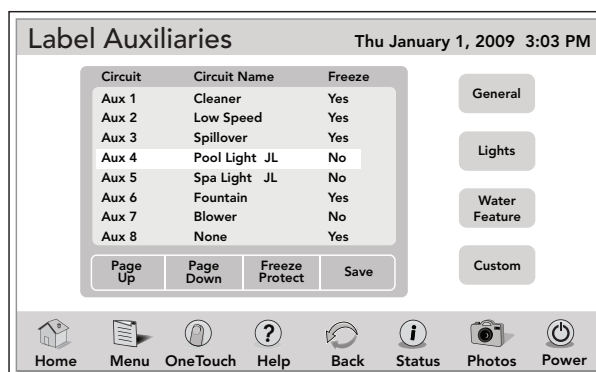 Label Auxiliaries Thu January 1, 2009 3:03 PM
Circuit Circuit Name Freeze
Aux 1 Cleaner Yes
Aux 2 Low Speed Yes
Aux 3 Spillover Yes
Aux 4 Pool Light JL No
Aux 5 Spa Light JL No
Aux 6 Fountain Yes
Aux 7 Blower No
Aux 8 None Yes
Page
Up
Page
Down
Freeze
Protect
Save
General
Lights
Water
Feature
Custom
Home Menu OneTouch Help Back Status Photos Power